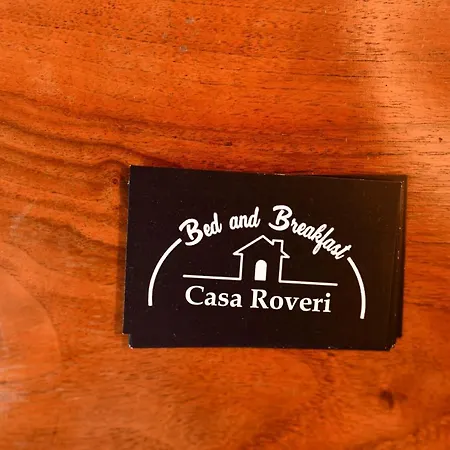 Bed and Breakfast
Casa Roveri